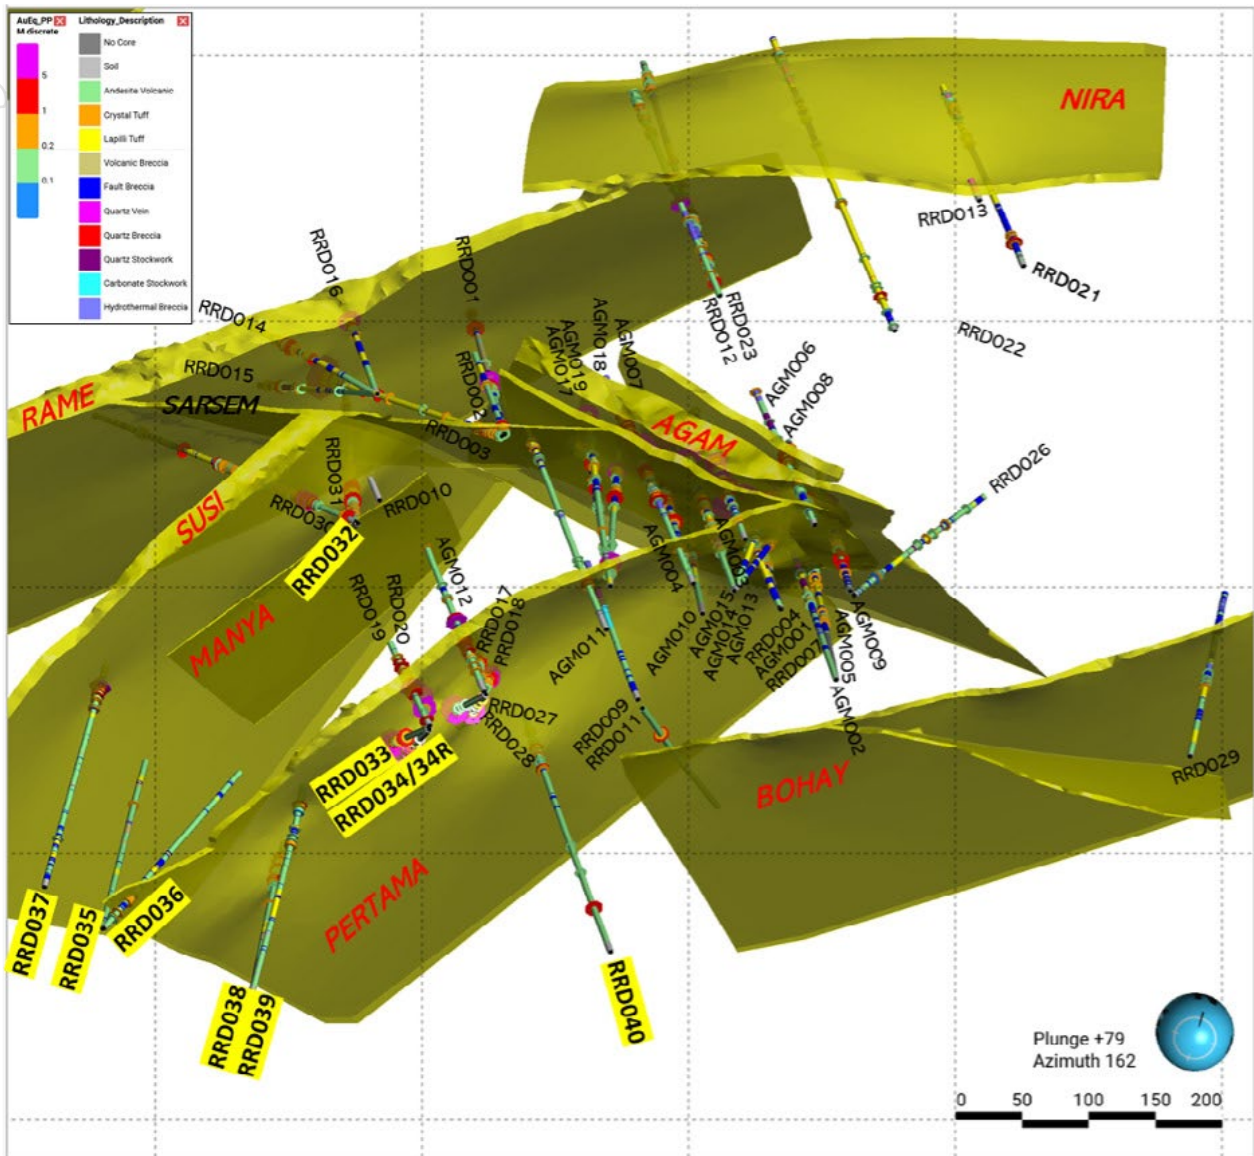 AuEq_PP
M discrete
5
1
0.2
0.1
Lithology_Description
No Core
Soil
Andesite Volcanic
Crystal Tuff
Lapilli Tuff
Volcanic Breccia
Fault Breccia
Quartz Vein
Quartz Breccia
Quartz Stockwork
Carbonate Stockwork
Hydrothermal Breccia
NIRA
RRD013
RRD021
RRD016
RRD001
RRD014
RRD012
RRD023
RRD022
RRD015
RRD002
AGM017
AGM019
AGM018
AGM007
AGM006
AGM008
RAME
SARSEM
RRD003
AGAM
RRD026
SUSI
RRD030
RRD031
RRD032
RRD010
MANYA
RRD019
RRD020
AGM012
RRD017
RRD018
AGM011
AGM004
AGM010
AGM003
AGM015
AGM014
AGM013
RRD004
AGM001
RRD007
AGM005
AGM009
AGM002
RRD027
RRD028
RRD009
RRD011
RRD033
RRD034/34R
BOHAY
RRD029
PERTAMA
RRD037
RRD035
RRD036
RRD038
RRD039
RRD040
Plunge +79
Azimuth 162
0 50 100 150 200